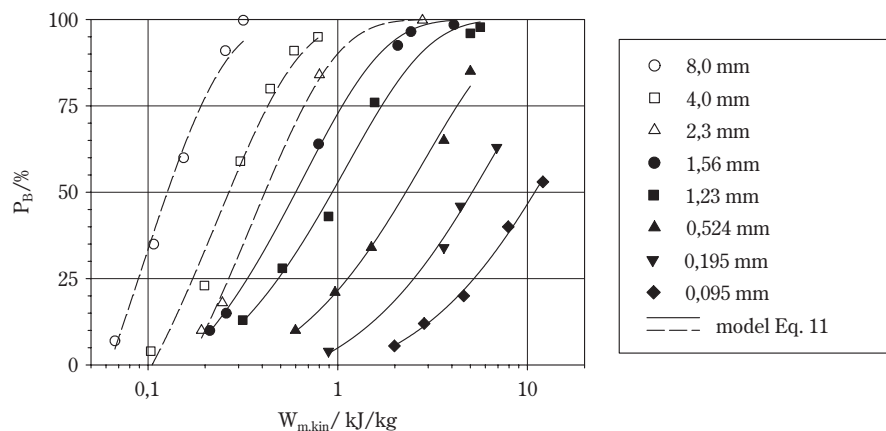 100
75
50
25
0
P_B/%
0,1
1
10
W_m,kin/ kJ/kg
8,0 mm
4,0 mm
2,3 mm
1,56 mm
1,23 mm
0,524 mm
0,195 mm
0,095 mm
model Eq. 11